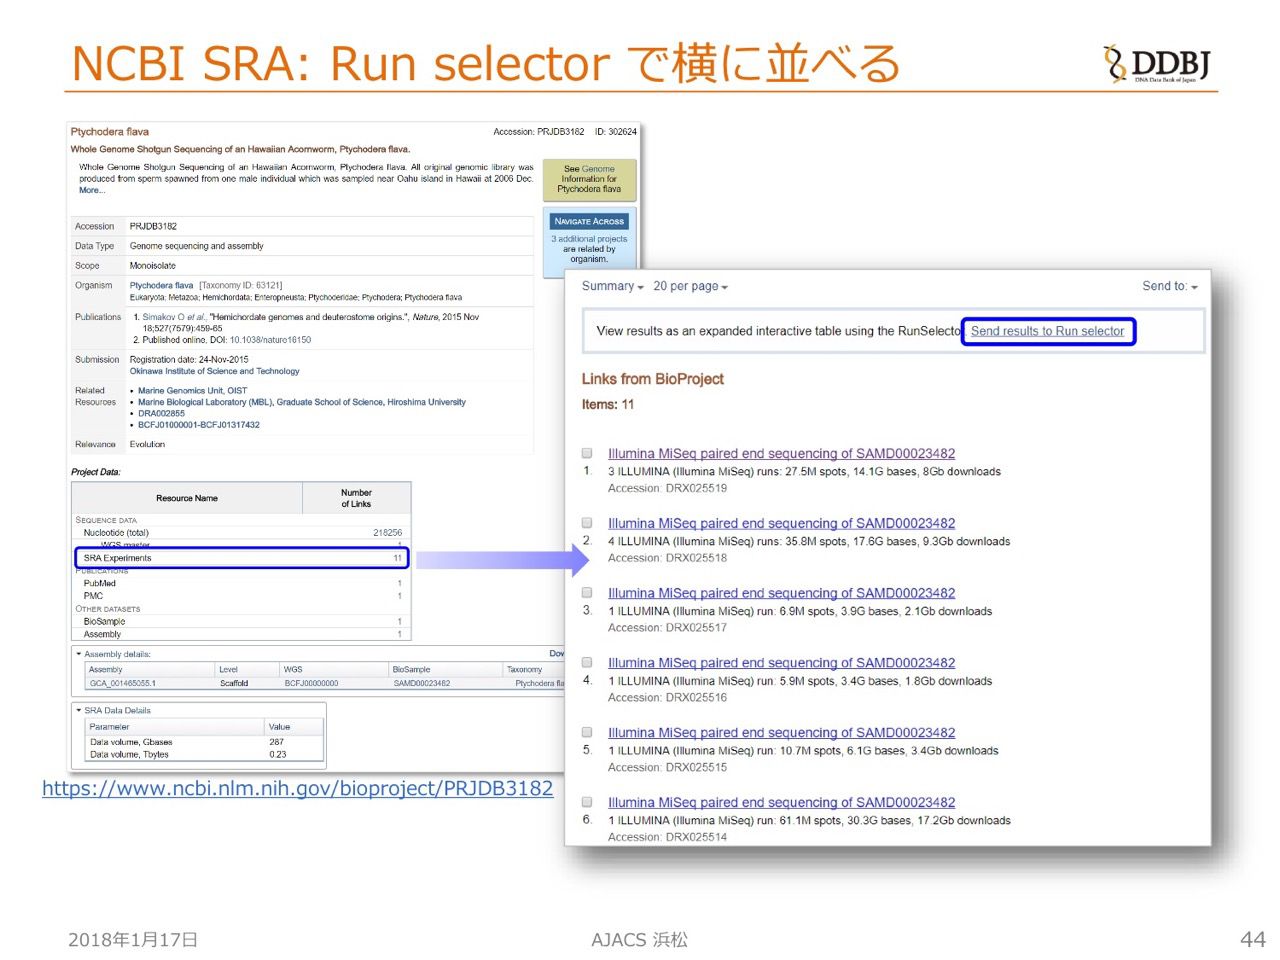 NCBI SRA: Run selector で横に並べる
DDBJ
DNA Data Bank of Japan
Ptychodera flava
Accession: PRJDB3182 ID: 302624
Whole Genome Shotgun Sequencing of an Hawaiian Acornworm, Ptychodera flava.
Whole Genome Shotgun Sequencing of an Hawaiian Acornworm, Ptychodera flava. All original genomic library was
produced from sperm spawned from one male individual which was sampled near Oahu island in Hawaii at 2006 Dec.
More...
See Genome
Information for
Ptychodera flava
NAVIGATE ACROSS
3 additional projects
are related by
organism.
Accession PRJDB3182
Data Type Genome sequencing and assembly
Scope Monoisolate
Organism Ptychodera flava [Taxonomy ID: 63121]
Eukaryota; Metazoa; Hemichordata; Enteropneusta; Ptychoderidae; Ptychodera; Ptychodera flava
Publications 1. Simakov O et al., "Hemichordate genomes and deuterostome origins.", Nature, 2015 Nov
18;527(7579):459-65
2. Published online, DOI: 10.1038/nature16150
Submission Registration date: 24-Nov-2015
Okinawa Institute of Science and Technology
Related
Resources
• Marine Genomics Unit, OIST
• Marine Biological Laboratory (MBL), Graduate School of Science, Hiroshima University
• DRA002855
• BCFJ01000001-BCFJ01317432
Relevance Evolution
Project Data:
Resource Name Number
of Links
SEQUENCE DATA
Nucleotide (total) 218256
WGS master 1
SRA Experiments 11
PUBLICATIONS
PubMed 1
PMC 1
OTHER DATASETS
BioSample 1
Assembly 1
Assembly details:
Dow
Assembly Level WGS BioSample Taxonomy
GCA_001465055.1 Scaffold BCFJ00000000 SAMD00023482 Ptychodera fla
SRA Data Details
Parameter Value
Data volume, Gbases 287
Data volume, Tbytes 0.23
https://www.ncbi.nlm.nih.gov/bioproject/PRJDB3182
Summary 20 per page Send to:
View results as an expanded interactive table using the RunSelector Send results to Run selector
Links from BioProject
Items: 11
Illumina MiSeq paired end sequencing of SAMD00023482
1. 3 ILLUMINA (Illumina MiSeq) runs: 27.5M spots, 14.1G bases, 8Gb downloads
Accession: DRX025519
Illumina MiSeq paired end sequencing of SAMD00023482
2. 4 ILLUMINA (Illumina MiSeq) runs: 35.8M spots, 17.6G bases, 9.3Gb downloads
Accession: DRX025518
Illumina MiSeq paired end sequencing of SAMD00023482
3. 1 ILLUMINA (Illumina MiSeq) run: 6.9M spots, 3.9G bases, 2.1Gb downloads
Accession: DRX025517
Illumina MiSeq paired end sequencing of SAMD00023482
4. 1 ILLUMINA (Illumina MiSeq) run: 5.9M spots, 3.4G bases, 1.8Gb downloads
Accession: DRX025516
Illumina MiSeq paired end sequencing of SAMD00023482
5. 1 ILLUMINA (Illumina MiSeq) run: 10.7M spots, 6.1G bases, 3.4Gb downloads
Accession: DRX025515
Illumina MiSeq paired end sequencing of SAMD00023482
6. 1 ILLUMINA (Illumina MiSeq) run: 61.1M spots, 30.3G bases, 17.2Gb downloads
Accession: DRX025514
2018年1月17日
AJACS 浜松
44